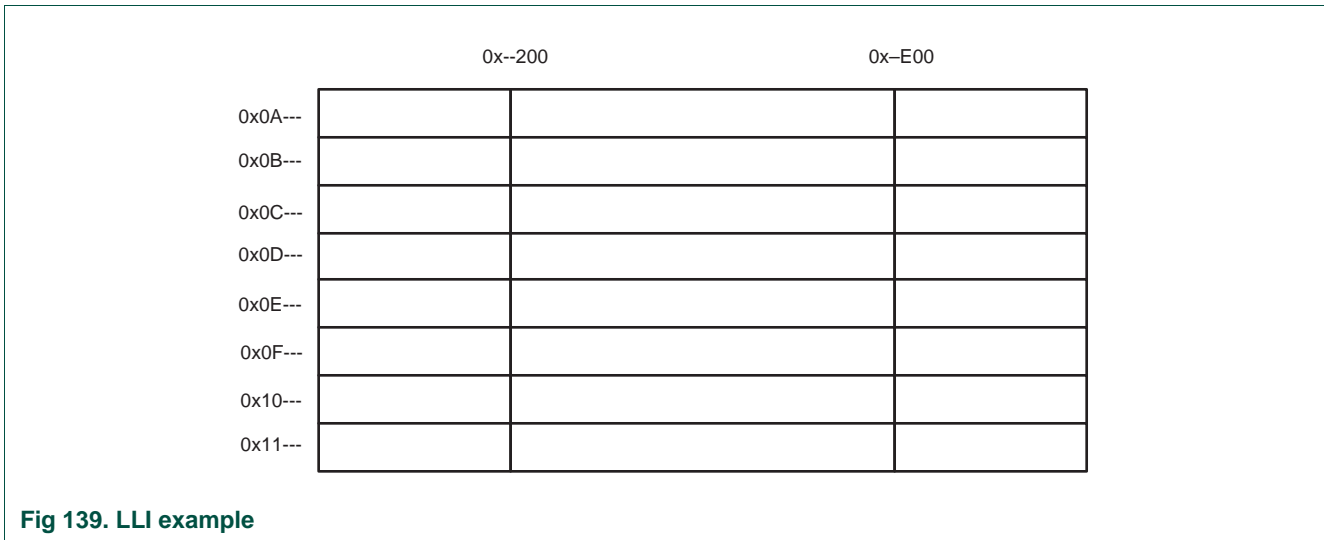 0x--200 0x–E00
0x0A---
0x0B---
0x0C---
0x0D---
0x0E---
0x0F---
0x10---
0x11---
Fig 139. LLI example